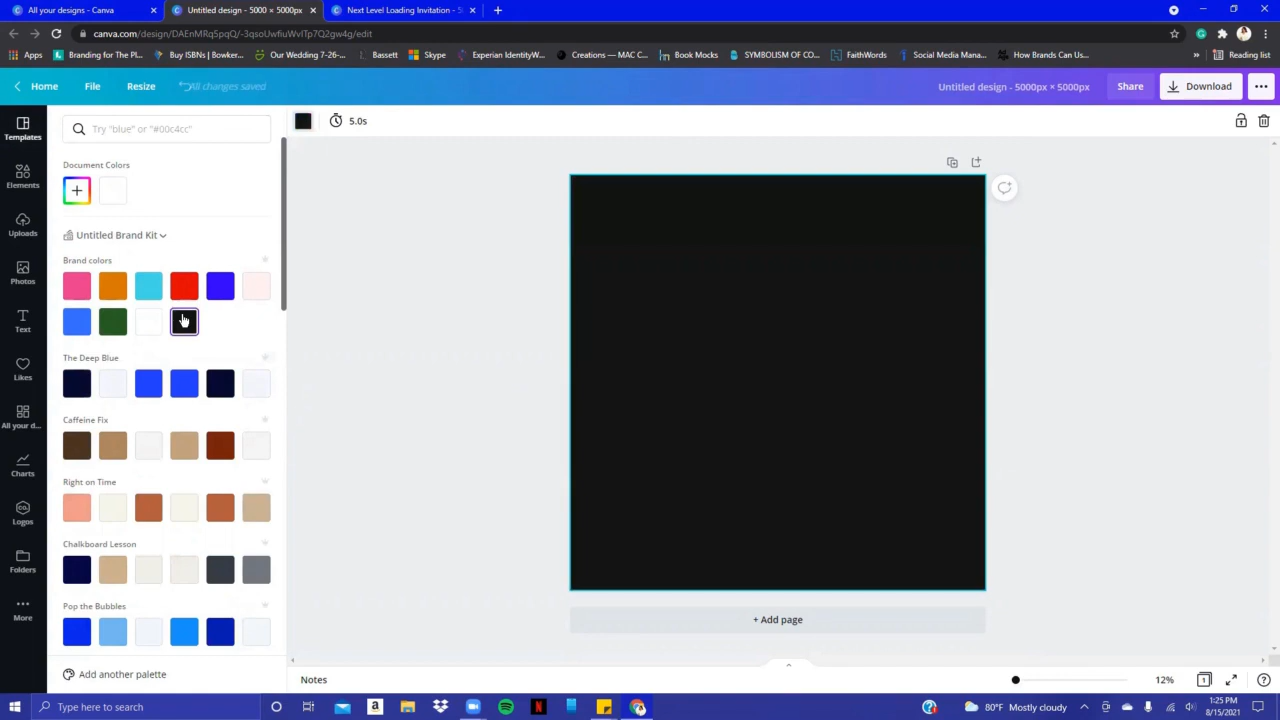 All your designs - Canva
Untitled design - 5000 × 5000px
Next Level Loading Invitation - 5
canva.com/design/DAEnMRq5pqQ/-3qsoUwfiuWvITp7Q2gw4g/edit
Apps
Branding for The Pl...
Buy ISBNs | Bowker...
Our Wedding 7-26-...
Bassett
Skype
Experian IdentityW...
Creations — MAC C...
Book Mocks
SYMBOLISM OF CO...
FaithWords
Social Media Mana...
How Brands Can Us...
»
Reading list
Home
File
Resize
All changes saved
Untitled design - 5000px × 5000px
Share
Download
Templates
Elements
Uploads
Photos
Text
Likes
All your d...
Charts
CO.
Logos
Folders
More
Try "blue" or "#00c4cc"
Document Colors
Untitled Brand Kit
Brand colors
The Deep Blue
Caffeine Fix
Right on Time
Chalkboard Lesson
Pop the Bubbles
Add another palette
5.0s
+ Add page
Notes
12%
1
Type here to search
80°F Mostly cloudy
1:25 PM
8/15/2021